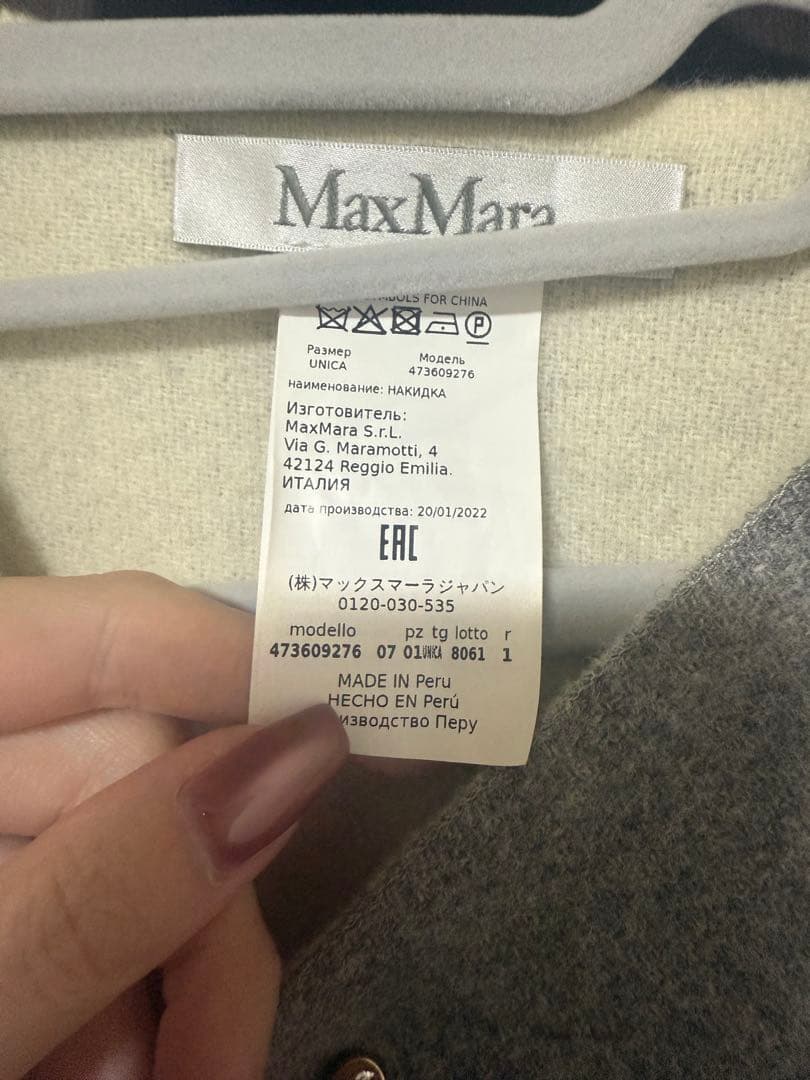 MaxMara
FOR CHINA
P
Размер
UNICA
Модель
473609276
наименование: НАКИДКА
Изготовитель:
MaxMara S.r.L.
Via G. Maramotti, 4
42124 Reggio Emilia.
ИТАЛИЯ
дата производства: 20/01/2022
EAC
(株)マックスマーラジャパン
0120-030-535
modello pz tg lotto r
473609276 07 01 UNICA 8061 1
MADE IN Peru
HECHO EN Perú
Перу